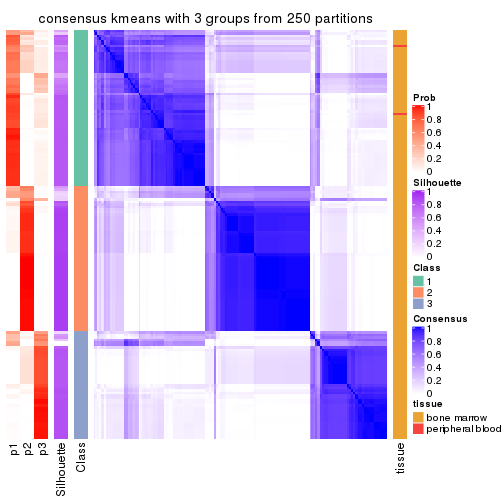 consensus kmeans with 3 groups from 250 partitions
Prob
1
0.8
0.6
0.4
0.2
0
Silhouette
1
0.8
0.6
0.4
0.2
0
Class
1
2
3
Consensus
1
0.8
0.6
0.4
0.2
0
tissue
bone marrow
peripheral blood
p1
p2
p3
Silhouette
Class
tissue